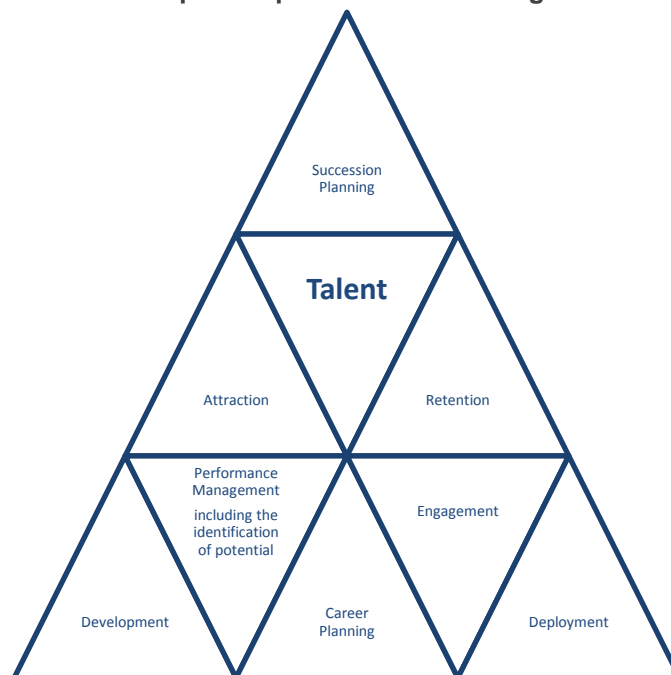 Succession
Planning
Talent
Attraction
Retention
Performance
Management
including the
identification
of potential
Engagement
Development
Career
Planning
Deployment